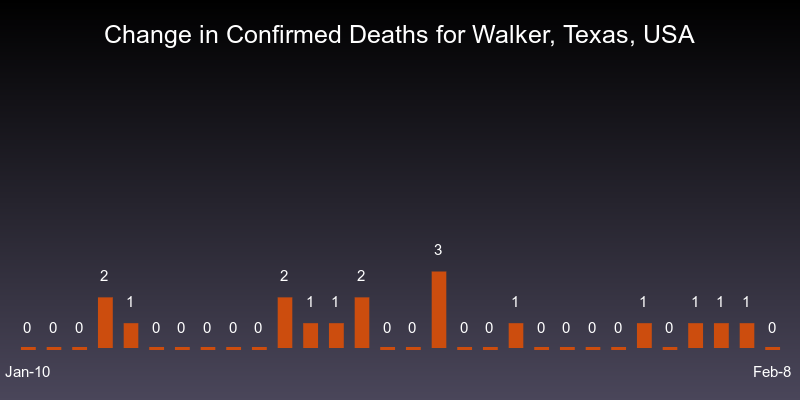 Change in Confirmed Deaths for Walker, Texas, USA
3
2 2 2
1 1 1 1 1 1 1 1
0 0 0 0 0 0 0 0 0 0 0 0 0 0 0 0 0 0
Jan-10 Feb-8